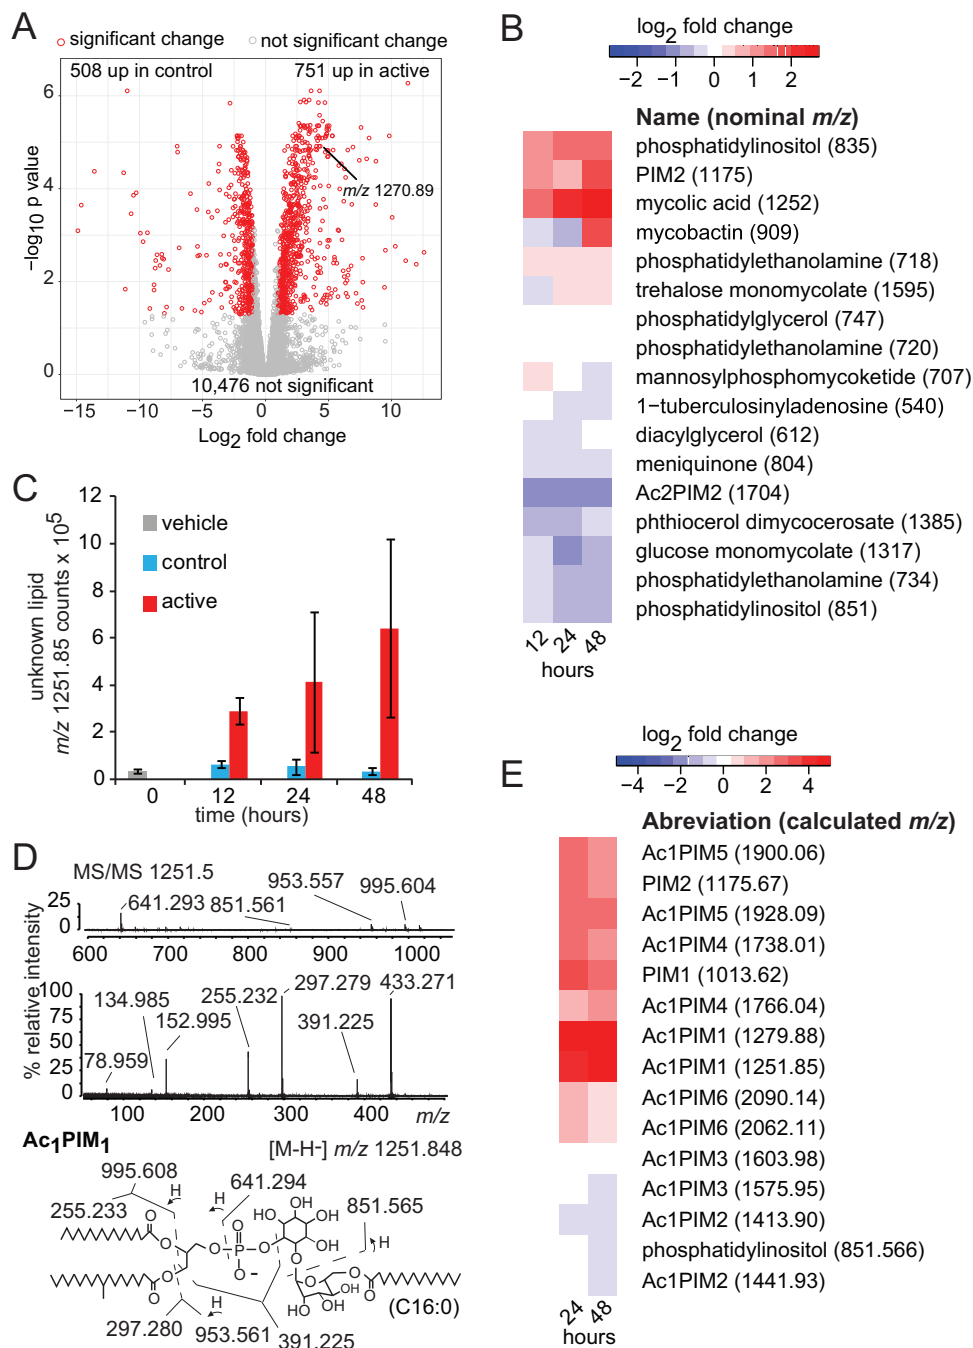 A
significant change
not significant change
508 up in control
751 up in active
6
4
2
0
−log10 p value
m/z 1270.89
10,476 not significant
−15
−10
−5
0
5
10
Log2 fold change
B
log2 fold change
−2
−1
0
1
2
Name (nominal m/z)
phosphatidylinositol (835)
PIM2 (1175)
mycolic acid (1252)
mycobactin (909)
phosphatidylethanolamine (718)
trehalose monomycolate (1595)
phosphatidylglycerol (747)
phosphatidylethanolamine (720)
mannosylphosphomycoketide (707)
1−tuberculosinyladenosine (540)
diacylglycerol (612)
meniquinone (804)
Ac2PIM2 (1704)
phthiocerol dimycocerosate (1385)
glucose monomycolate (1317)
phosphatidylethanolamine (734)
phosphatidylinositol (851)
12
24
48
hours
C
unknown lipid
m/z 1251.85 counts x 10⁵
12
10
8
6
4
2
0
vehicle
control
active
0
12
24
48
time (hours)
D
MS/MS 1251.5
% relative intensity
25
0
641.293
851.561
953.557
995.604
600
700
800
900
1000
100
75
50
25
0
78.959
134.985
152.995
255.232
297.279
391.225
433.271
100
200
300
400
m/z
Ac1PIM1
[M-H-] m/z 1251.848
995.608
255.233
H
H
641.294
851.565
H
O
O
O
O
O
O
P
O
O
-
O
OH
OH
HO
OH
OH
O
O
O
O
HO
HO
OH
H
297.280
953.561
391.225
(C16:0)
E
log2 fold change
−4
−2
0
2
4
Abreviation (calculated m/z)
Ac1PIM5 (1900.06)
PIM2 (1175.67)
Ac1PIM5 (1928.09)
Ac1PIM4 (1738.01)
PIM1 (1013.62)
Ac1PIM4 (1766.04)
Ac1PIM1 (1279.88)
Ac1PIM1 (1251.85)
Ac1PIM6 (2090.14)
Ac1PIM6 (2062.11)
Ac1PIM3 (1603.98)
Ac1PIM3 (1575.95)
Ac1PIM2 (1413.90)
phosphatidylinositol (851.566)
Ac1PIM2 (1441.93)
24
48
hours